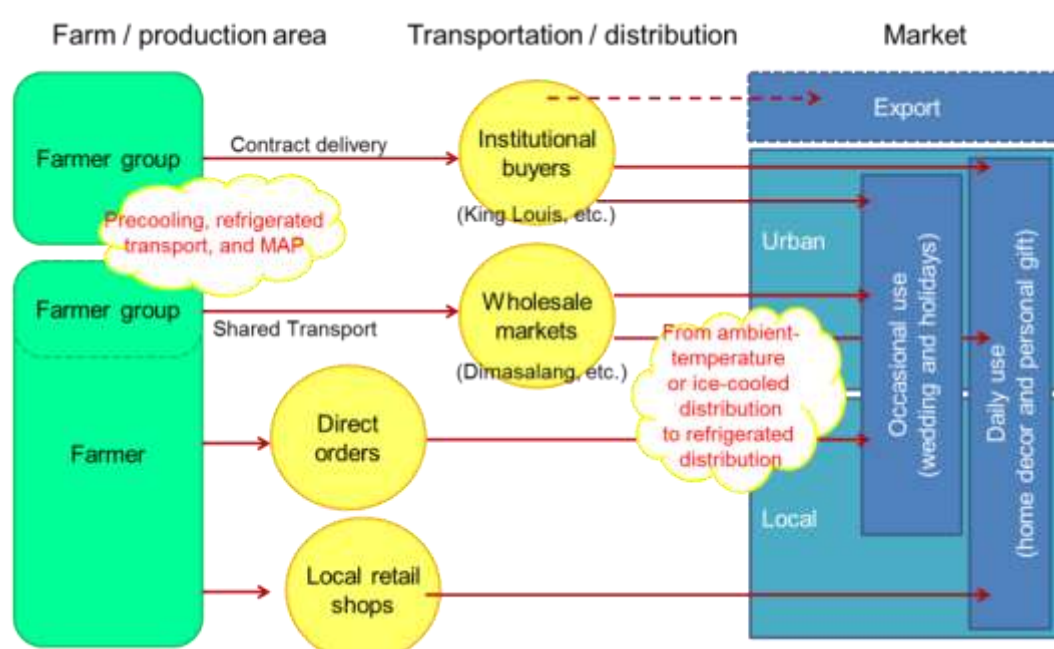 Farm / production area
Transportation / distribution
Market
Farmer group
Contract delivery
Institutional
buyers
(King Louis, etc.)
Export
Precooling, refrigerated
transport, and MAP
Urban
Farmer group
Shared Transport
Wholesale
markets
(Dimasalang, etc.)
From ambient-
temperature
or ice-cooled
distribution
to refrigerated
distribution
Occasional use
(wedding and holidays)
Daily use
(home decor and personal gift)
Farmer
Direct
orders
Local
Local retail
shops